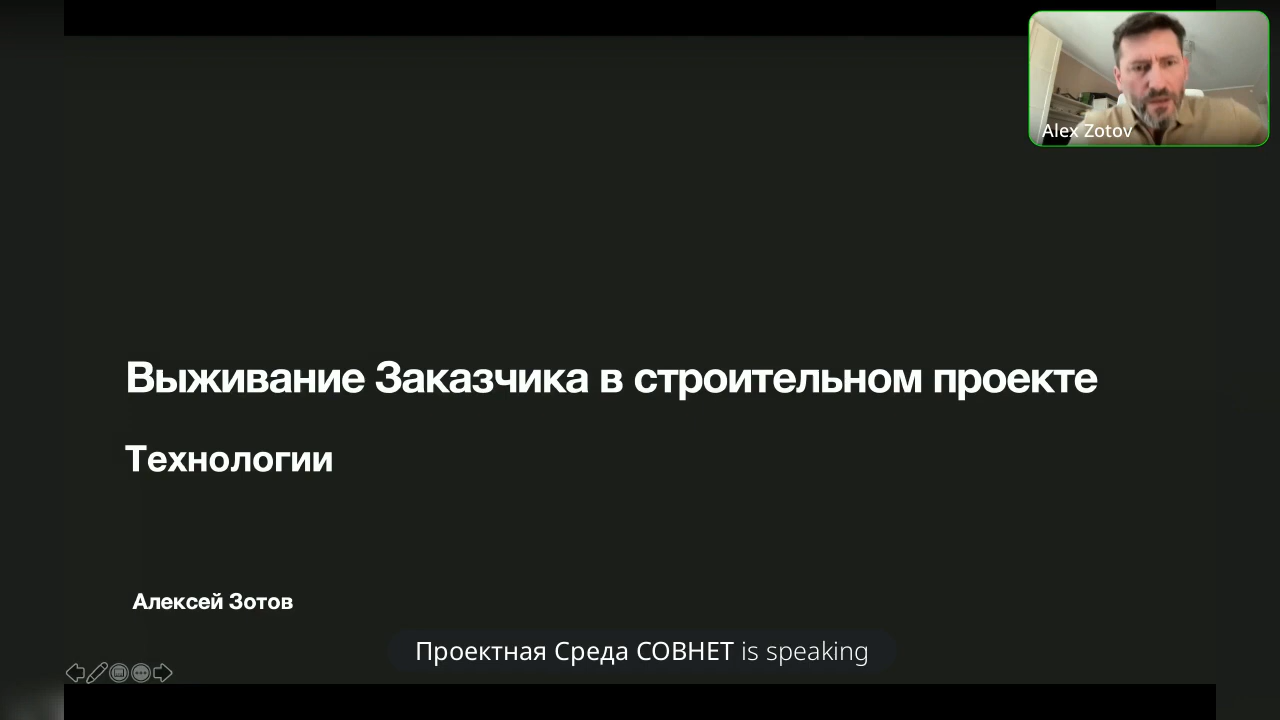 Alex Zotov
Выживание Заказчика в строительном проекте
Технологии
Алексей Зотов
Проектная Среда СОВНЕТ is speaking